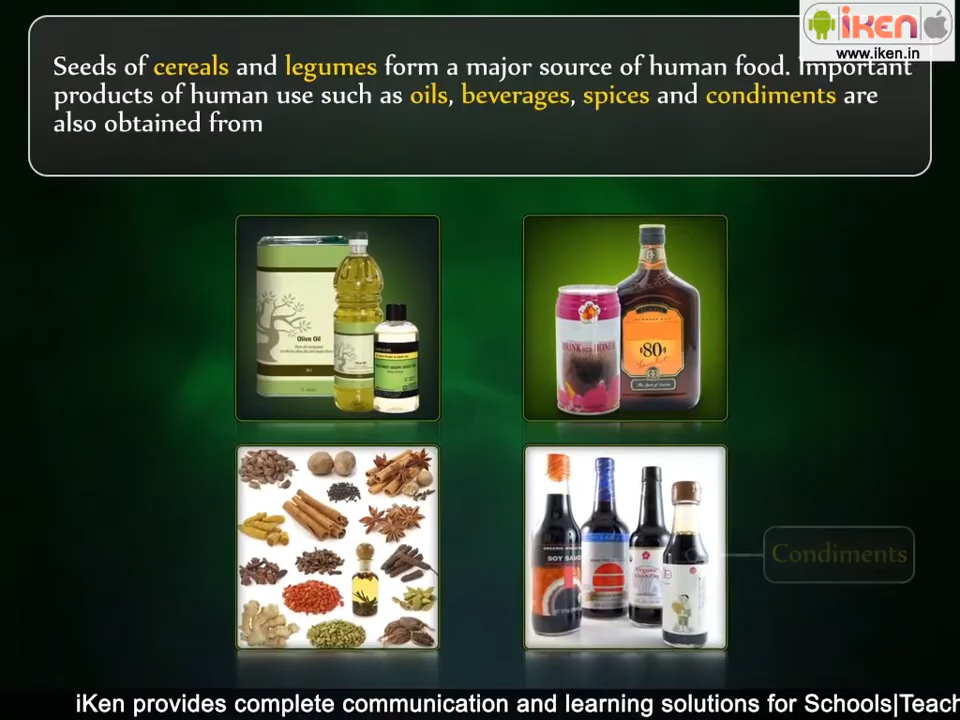 iKen
www.iken.in
Seeds of cereals and legumes form a major source of human food. Important
products of human use such as oils, beverages, spices and condiments are
also obtained from
Olive Oil
80
SOY SAUCE
Condiments
iKen provides complete communication and learning solutions for Schools|Teach